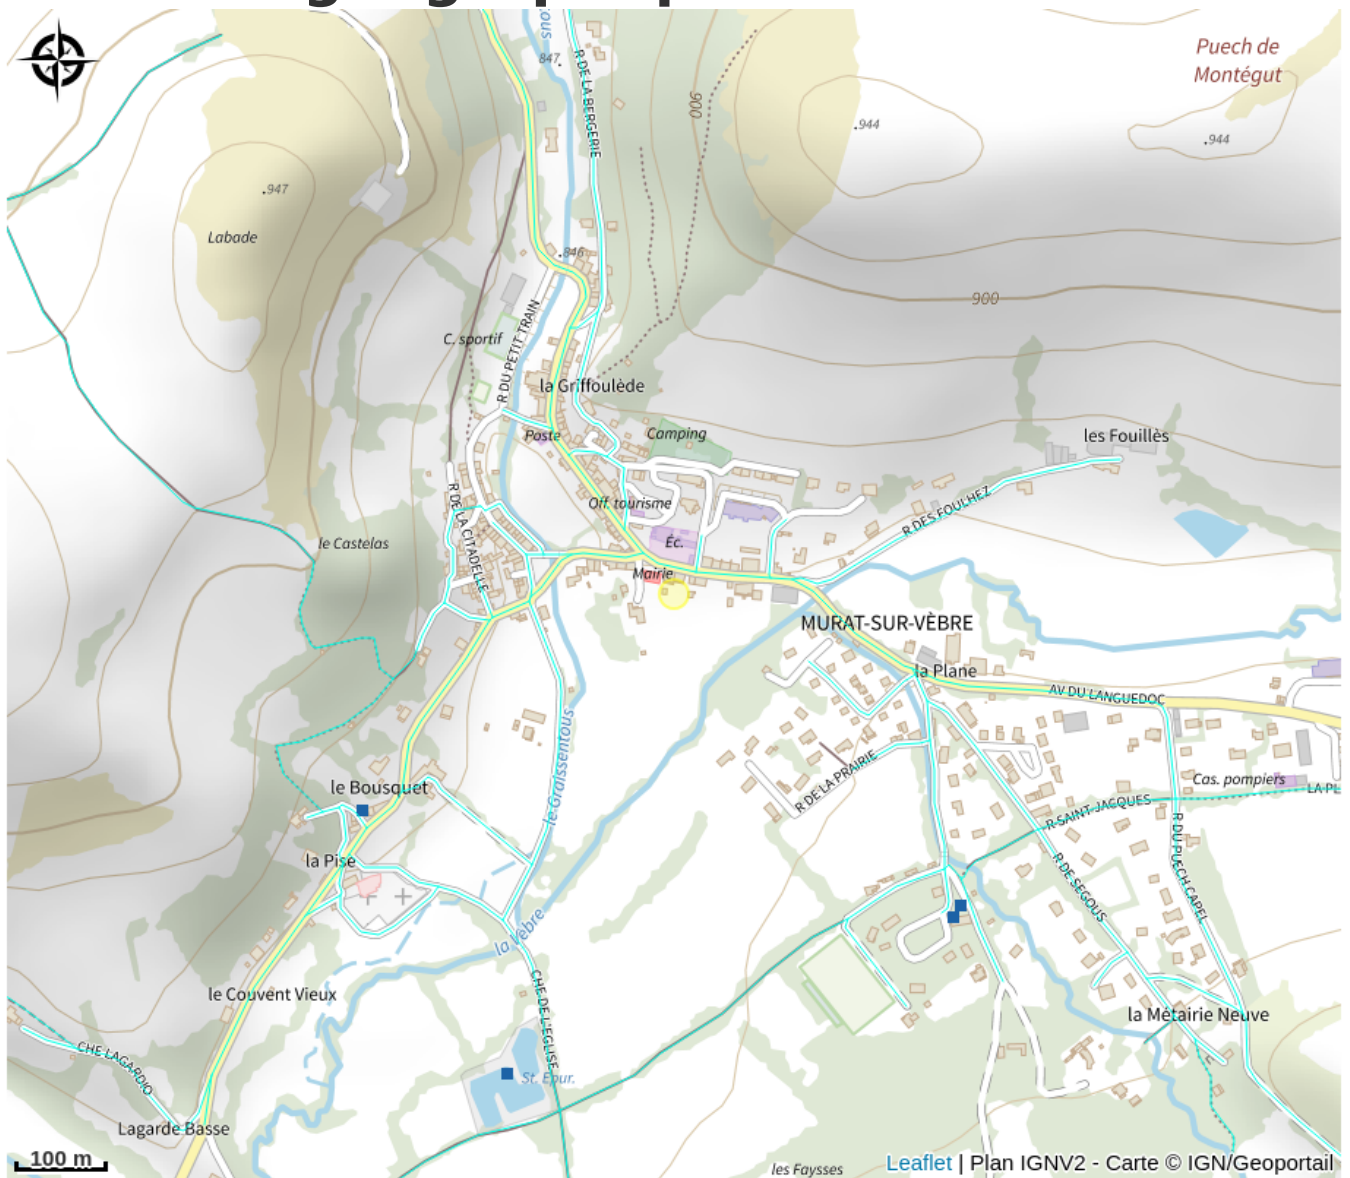 Puech de
Montégut
847
R DE LA BERGERIE
900
944
944
947
Labade
846
900
C. sportif
R DU PETIT TRAIN
la Griffoulède
Poste
Camping
les Fouillès
R DE LA CITADELLE
Off. tourisme
R DES FOULHEZ
le Castelas
Éc.
Mairie
MURAT-SUR-VÈBRE
la Plane
AV DU LANGUEDOC
le Graissentous
R DE LA PRAIRIE
Cas. pompiers
le Bousquet
R SAINT JACQUES
LA PL
la Pise
R DU PUECH CAPEL
R DE SEGOUS
la Vèbre
CHE DE L'EGLISE
le Couvent Vieux
la Métairie Neuve
CHE LAGARDIO
St. Epur.
Lagarde Basse
100 m
les Faysses
Leaflet | Plan IGNV2 - Carte © IGN/Geoportail